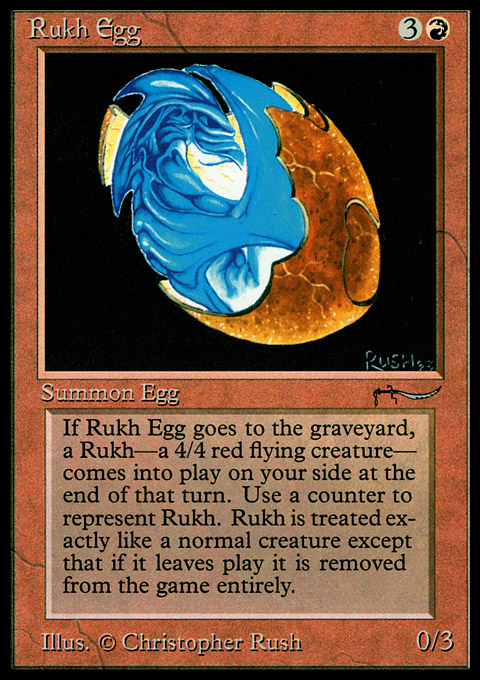 Rukh Egg 3
RUSH93
Summon Egg
If Rukh Egg goes to the graveyard,
a Rukh—a 4/4 red flying creature—
comes into play on your side at the
end of that turn. Use a counter to
represent Rukh. Rukh is treated ex-
actly like a normal creature except
that if it leaves play it is removed
from the game entirely.
Illus. © Christopher Rush 0/3